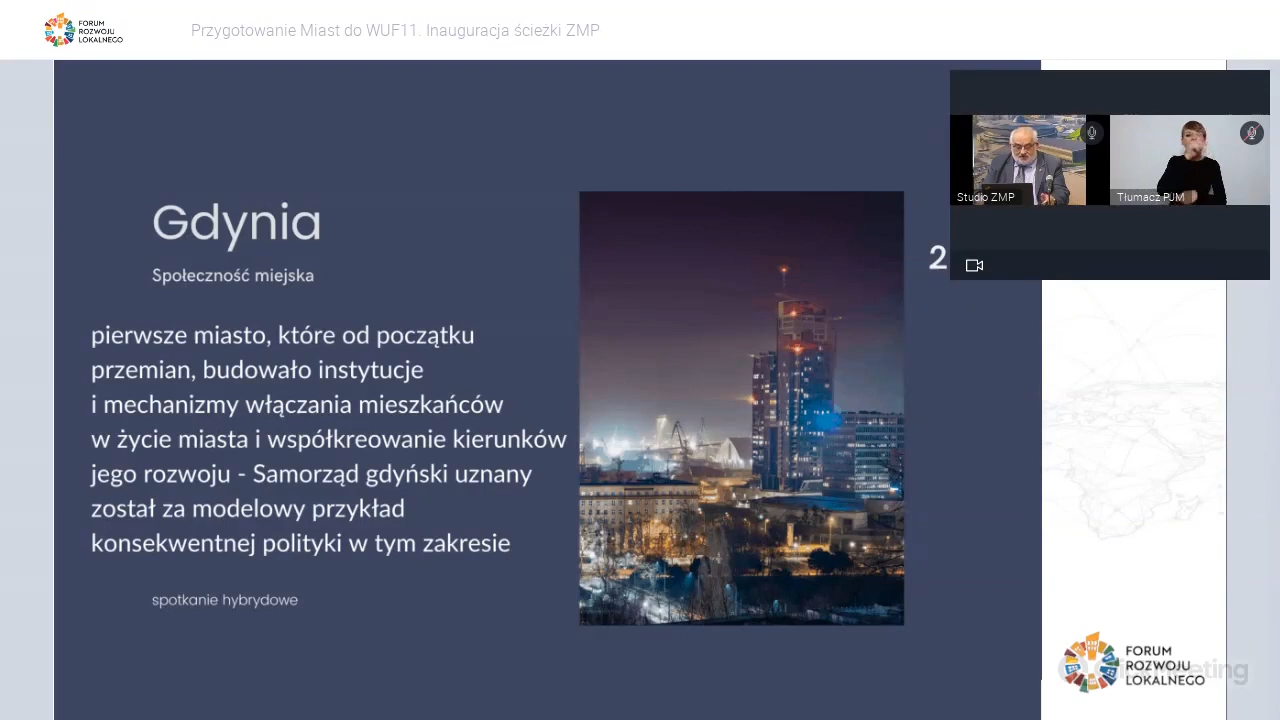 FORUM
ROZWOJU
LOKALNEGO
Przygotowanie Miast do WUF11. Inauguracja ścieżki ZMP
Studio ZMP
Tłumacz PJM
Gdynia
Społeczność miejska
2
pierwsze miasto, które od początku
przemian, budowało instytucje
i mechanizmy włączania mieszkańców
w życie miasta i współkreowanie kierunków
jego rozwoju - Samorząd gdyński uznany
został za modelowy przykład
konsekwentnej polityki w tym zakresie
spotkanie hybrydowe
FORUM
ROZWOJU
LOKALNEGO